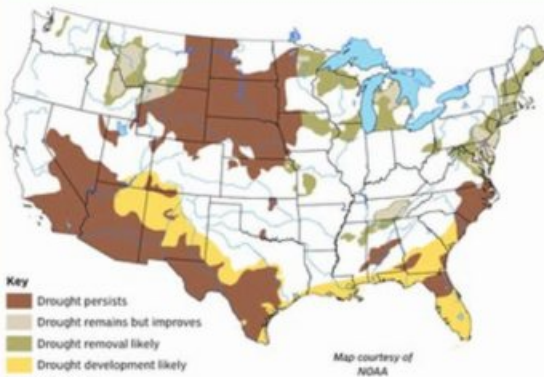 Key
Drought persists
Drought remains but improves
Drought removal likely
Drought development likely
Map courtesy of
NOAA